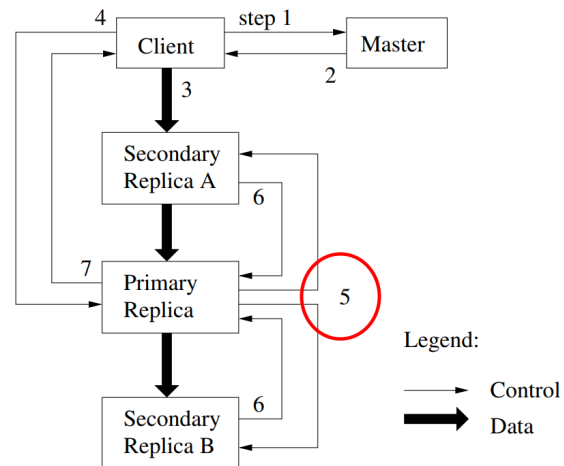 4
step 1
Client
Master
2
3
Secondary
Replica A
6
7
Primary
Replica
5
Legend:
6
Control
Secondary
Replica B
Data